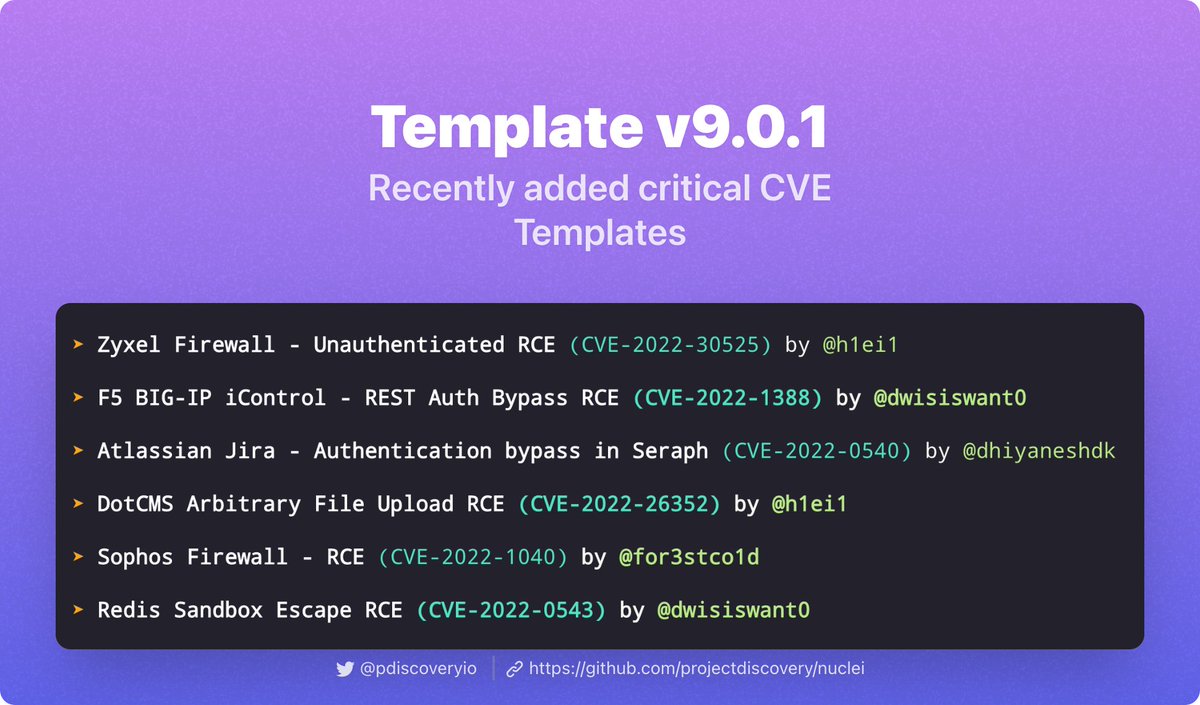 Template v9.0.1
Recently added critical CVE
Templates
➤ Zyxel Firewall - Unauthenticated RCE (CVE-2022-30525) by @h1ei1
➤ F5 BIG-IP iControl - REST Auth Bypass RCE (CVE-2022-1388) by @dwisiswant0
➤ Atlassian Jira - Authentication bypass in Seraph (CVE-2022-0540) by @dhiyaneshdk
➤ DotCMS Arbitrary File Upload RCE (CVE-2022-26352) by @h1ei1
➤ Sophos Firewall - RCE (CVE-2022-1040) by @for3stco1d
➤ Redis Sandbox Escape RCE (CVE-2022-0543) by @dwisiswant0
@pdiscoveryio | https://github.com/projectdiscovery/nuclei